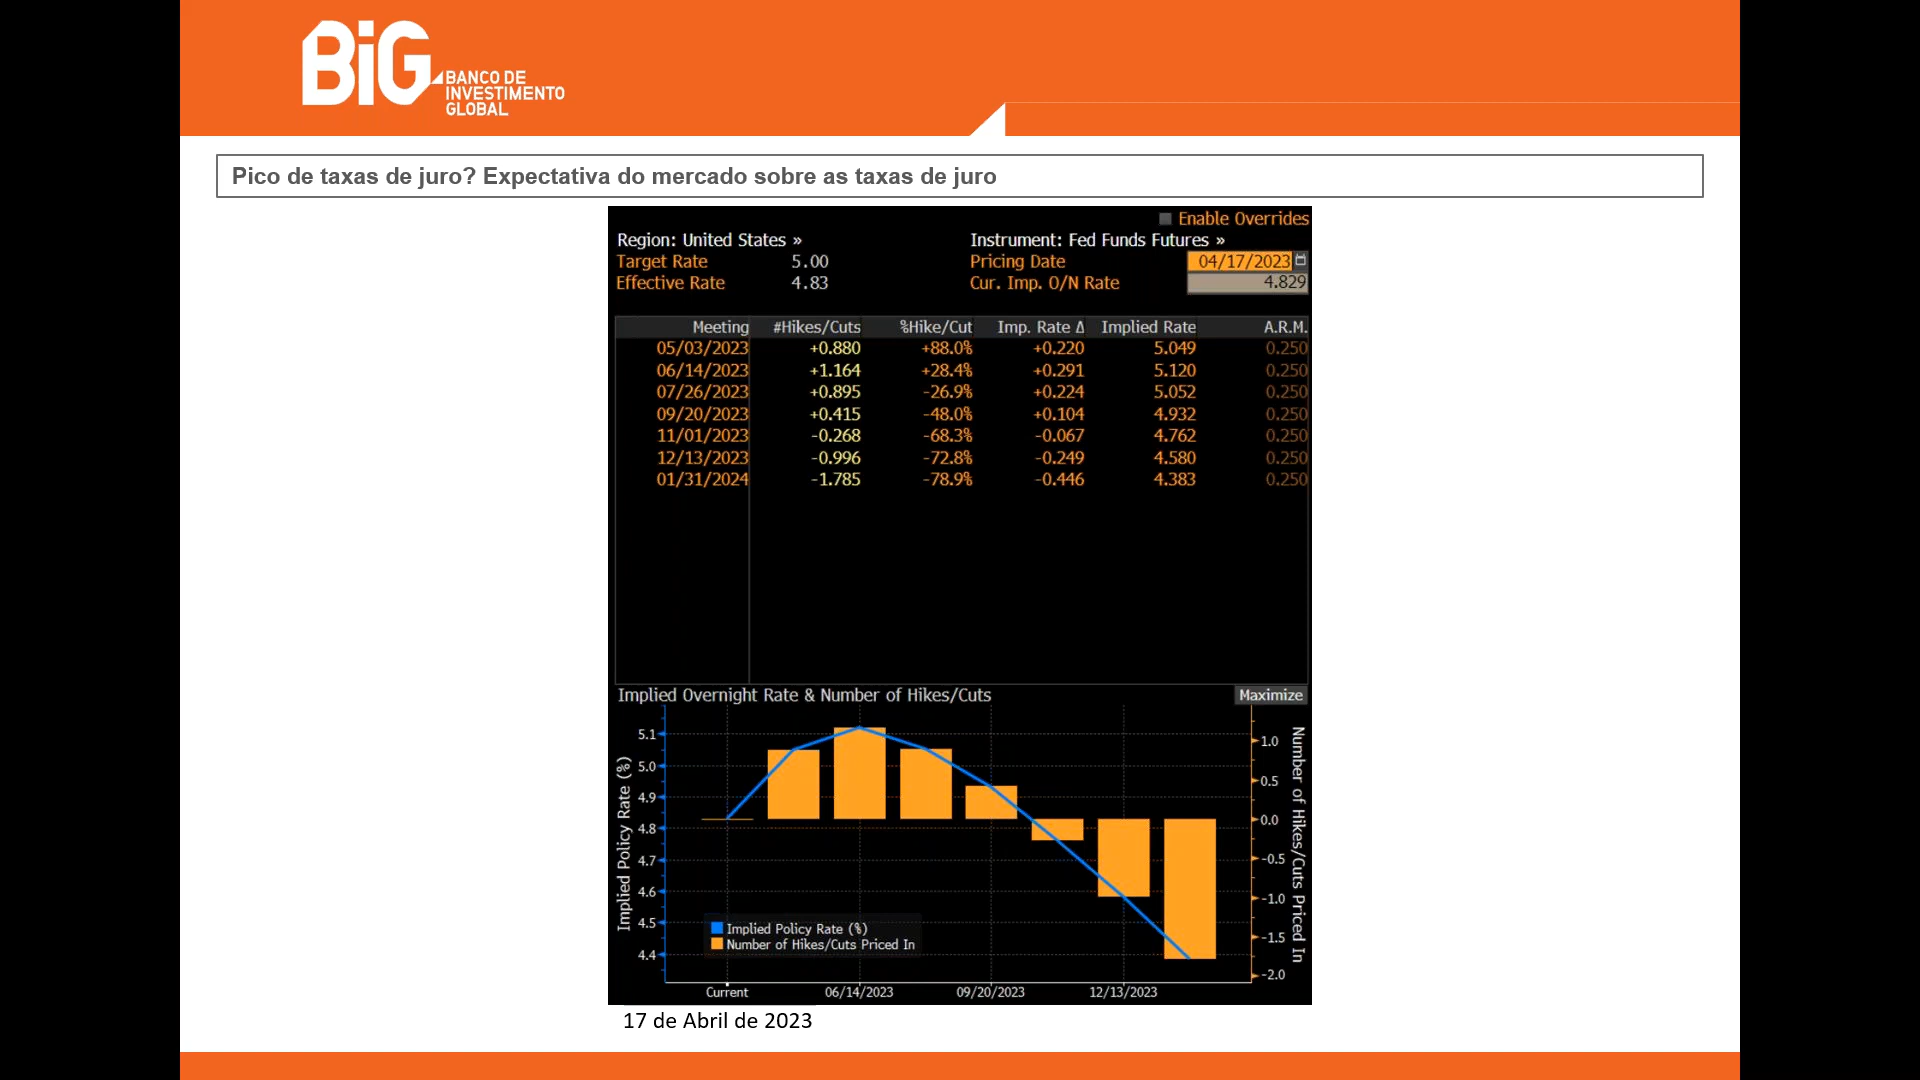 BiG BANCO DE
INVESTIMENTO
GLOBAL
Pico de taxas de juro? Expectativa do mercado sobre as taxas de juro
Enable Overrides
Region: United States » Instrument: Fed Funds Futures »
Target Rate 5.00 Pricing Date 04/17/2023
Effective Rate 4.83 Cur. Imp. O/N Rate 4.829
Meeting #Hikes/Cuts %Hike/Cut Imp. Rate Δ Implied Rate A.R.M.
05/03/2023 +0.880 +88.0% +0.220 5.049 0.250
06/14/2023 +1.164 +28.4% +0.291 5.120 0.250
07/26/2023 +0.895 -26.9% +0.224 5.052 0.250
09/20/2023 +0.415 -48.0% +0.104 4.932 0.250
11/01/2023 -0.268 -68.3% -0.067 4.762 0.250
12/13/2023 -0.996 -72.8% -0.249 4.580 0.250
01/31/2024 -1.785 -78.9% -0.446 4.383 0.250
Implied Overnight Rate & Number of Hikes/Cuts Maximize
Implied Policy Rate (%)
5.1
5.0
4.9
4.8
4.7
4.6
4.5
4.4
Implied Policy Rate (%)
Number of Hikes/Cuts Priced In
1.0
0.5
0.0
-0.5
-1.0
-1.5
-2.0
Number of Hikes/Cuts Priced In
Current 06/14/2023 09/20/2023 12/13/2023
17 de Abril de 2023